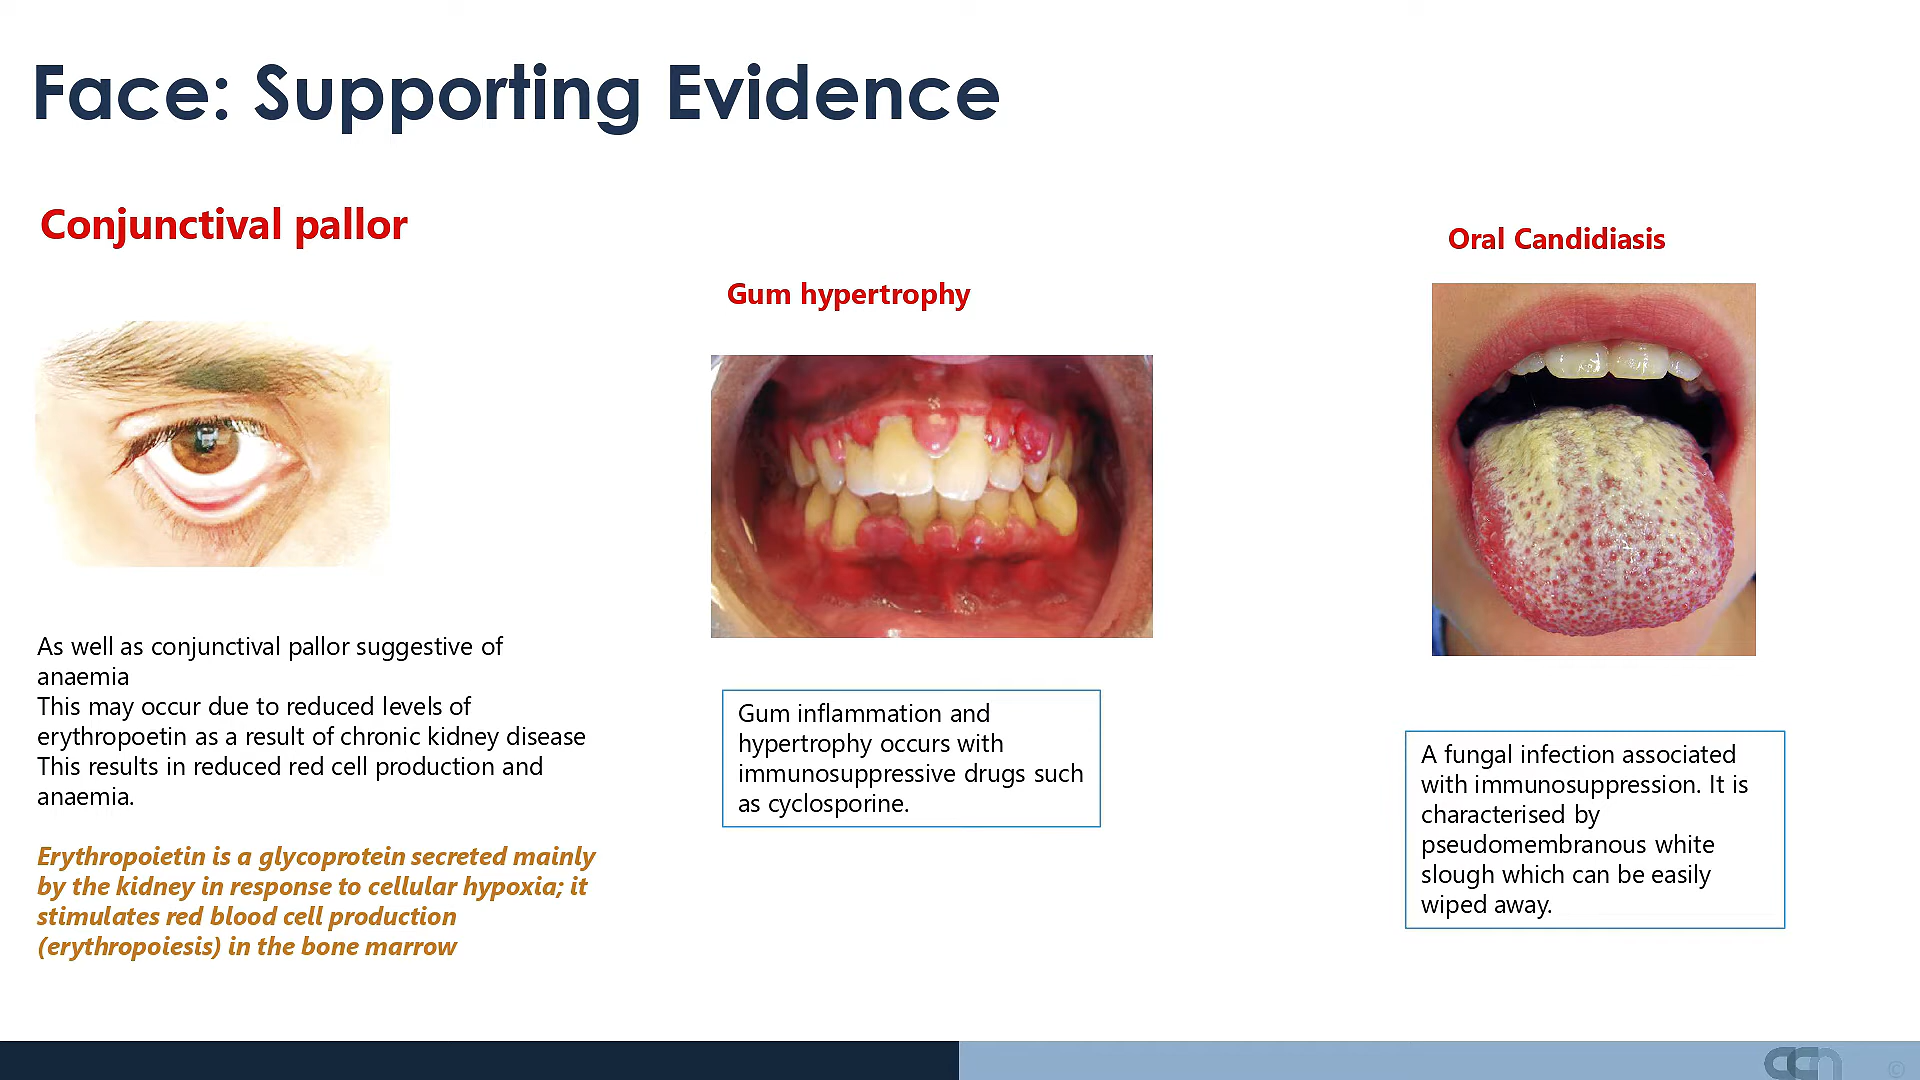 Face: Supporting Evidence
Conjunctival pallor
As well as conjunctival pallor suggestive of
anaemia
This may occur due to reduced levels of
erythropoetin as a result of chronic kidney disease
This results in reduced red cell production and
anaemia.
Erythropoietin is a glycoprotein secreted mainly
by the kidney in response to cellular hypoxia; it
stimulates red blood cell production
(erythropoiesis) in the bone marrow
Gum hypertrophy
Gum inflammation and
hypertrophy occurs with
immunosuppressive drugs such
as cyclosporine.
Oral Candidiasis
A fungal infection associated
with immunosuppression. It is
characterised by
pseudomembranous white
slough which can be easily
wiped away.